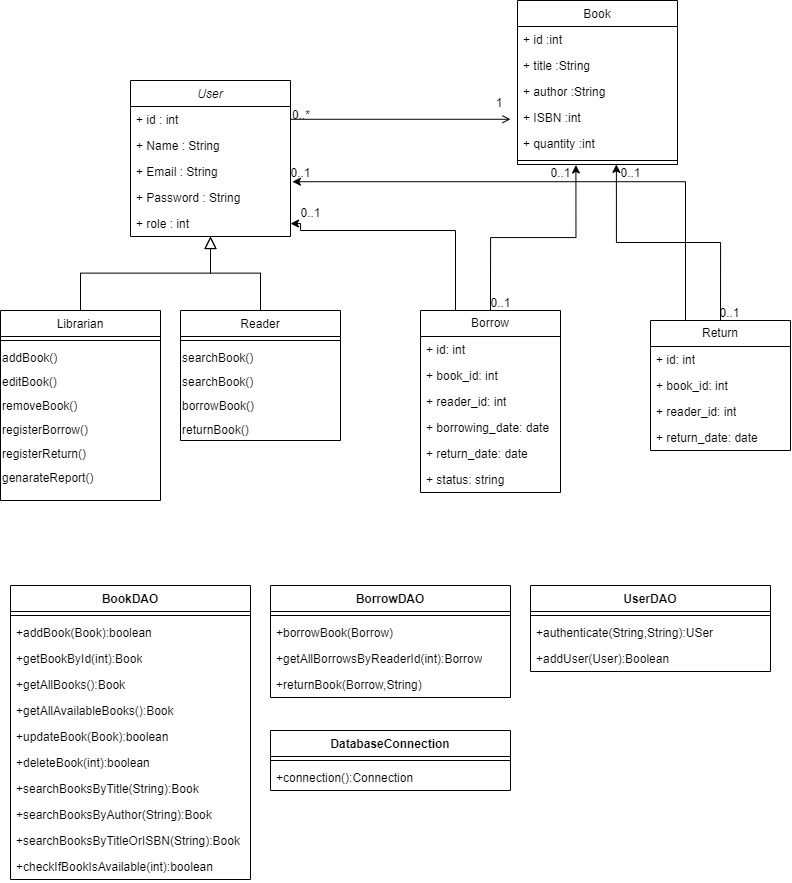 Book
+ id :int
+ title :String
+ author :String
+ ISBN :int
+ quantity :int
User
+ id : int
+ Name : String
+ Email : String
+ Password : String
+ role : int
0..*
1
0..1
0..1
0..1
0..1
0..1
0..1
Librarian
addBook()
editBook()
removeBook()
registerBorrow()
registerReturn()
genarateReport()
Reader
searchBook()
searchBook()
borrowBook()
returnBook()
Borrow
+ id: int
+ book_id: int
+ reader_id: int
+ borrowing_date: date
+ return_date: date
+ status: string
Return
+ id: int
+ book_id: int
+ reader_id: int
+ return_date: date
BookDAO
+addBook(Book):boolean
+getBookById(int):Book
+getAllBooks():Book
+getAllAvailableBooks():Book
+updateBook(Book):boolean
+deleteBook(int):boolean
+searchBooksByTitle(String):Book
+searchBooksByAuthor(String):Book
+searchBooksByTitleOrISBN(String):Book
+checkIfBookIsAvailable(int):boolean
BorrowDAO
+borrowBook(Borrow)
+getAllBorrowsByReaderId(int):Borrow
+returnBook(Borrow,String)
UserDAO
+authenticate(String,String):USer
+addUser(User):Boolean
DatabaseConnection
+connection():Connection